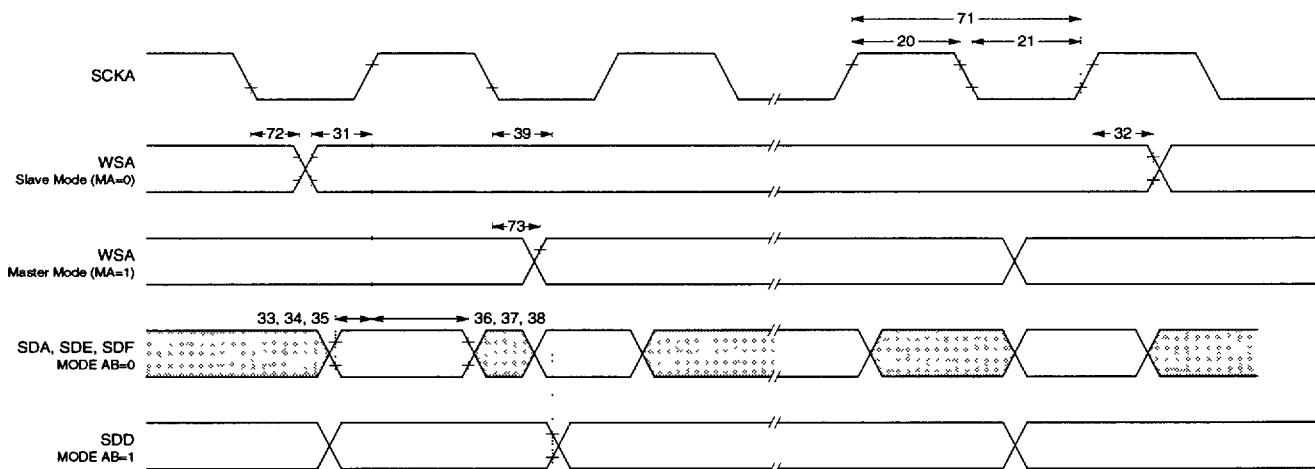 71
20
21
SCKA
72
31
39
32
WSA
Slave Mode (MA=0)
73
WSA
Master Mode (MA=1)
33, 34, 35
36, 37, 38
SDA, SDE, SDF
MODE AB=0
SDD
MODE AB=1